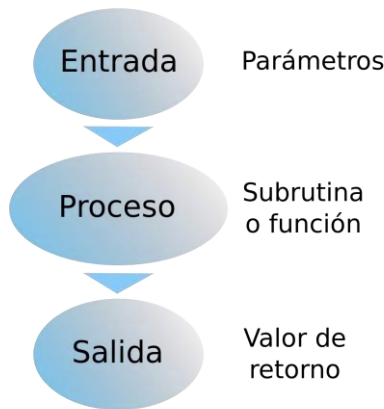 Entrada
Parámetros
Proceso
Subrutina
o función
Salida
Valor de
retorno